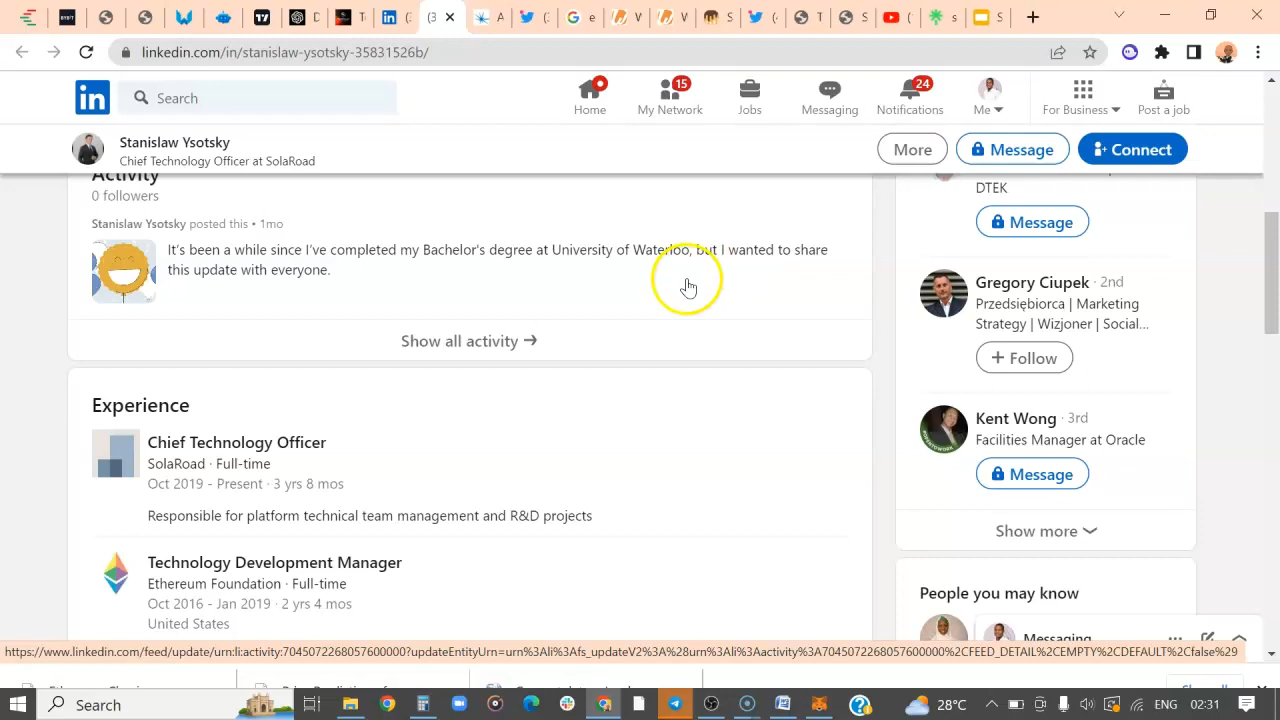 linkedin.com/in/stanislaw-ysotsky-35831526b/
in
Search
Home
15
My Network
Jobs
Messaging
24
Notifications
Me
For Business
Post a job
Stanislaw Ysotsky
Chief Technology Officer at SolaRoad
More
Message
Connect
Activity
0 followers
Stanislaw Ysotsky posted this • 1mo
It's been a while since I've completed my Bachelor's degree at University of Waterloo, but I wanted to share
this update with everyone.
Show all activity →
Experience
Chief Technology Officer
SolaRoad · Full-time
Oct 2019 - Present · 3 yrs 8 mos
Responsible for platform technical team management and R&D projects
Technology Development Manager
Ethereum Foundation · Full-time
Oct 2016 - Jan 2019 · 2 yrs 4 mos
United States
DTEK
Message
Gregory Ciupek · 2nd
Przedsiębiorca | Marketing
Strategy | Wizjoner | Social...
+ Follow
Kent Wong · 3rd
Facilities Manager at Oracle
Message
Show more
People you may know
Messaging
https://www.linkedin.com/feed/update/urn:li:activity:7045072268057600000?updateEntityUrn=urn%3Ali%3Afs_updateV2%3A%28urn%3Ali%3Aactivity%3A7045072268057600000%2CFEED_DETAIL%2CEMPTY%2CDEFAULT%2Cfalse%29
Search
28°C
ENG
02:31